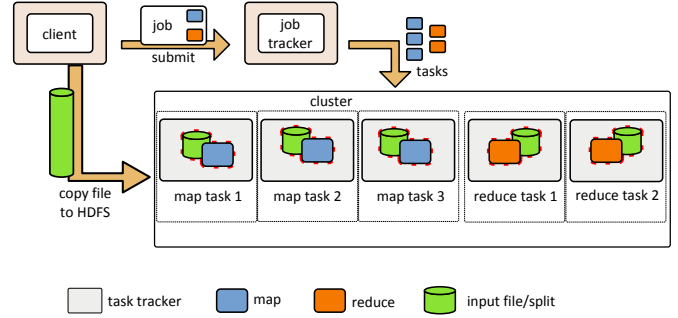 client
job
submit
job
tracker
tasks
cluster
map task 1
map task 2
map task 3
reduce task 1
reduce task 2
copy file
to HDFS
task tracker
map
reduce
input file/split